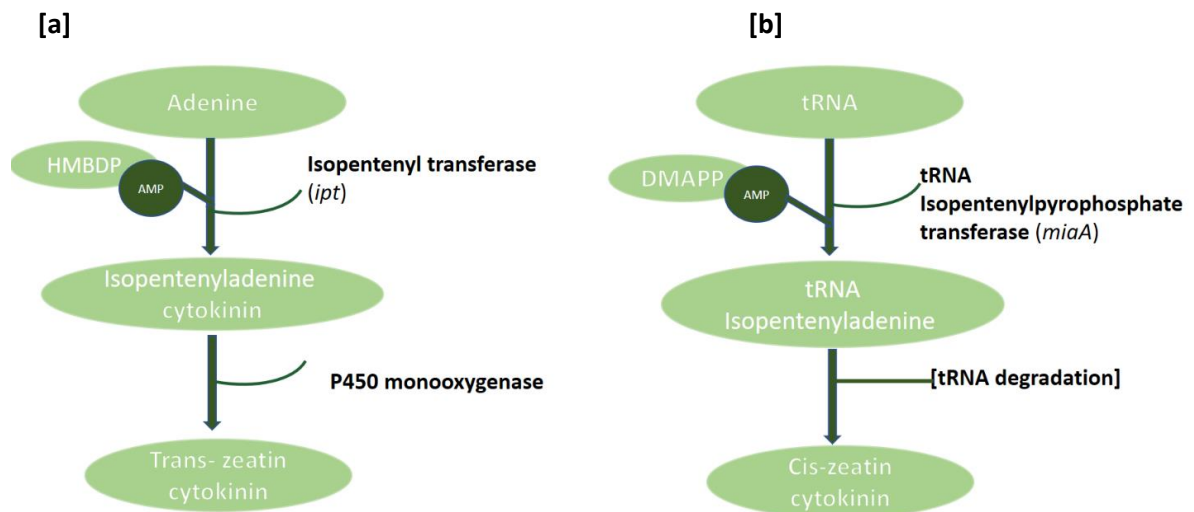 [a]
Adenine
HMBDP
AMP
Isopentenyl transferase
(ipt)
Isopentenyladenine
cytokinin
P450 monooxygenase
Trans- zeatin
cytokinin
[b]
tRNA
DMAPP
AMP
tRNA
Isopentenylpyrophosphate
transferase (miaA)
tRNA
Isopentenyladenine
[tRNA degradation]
Cis-zeatin
cytokinin